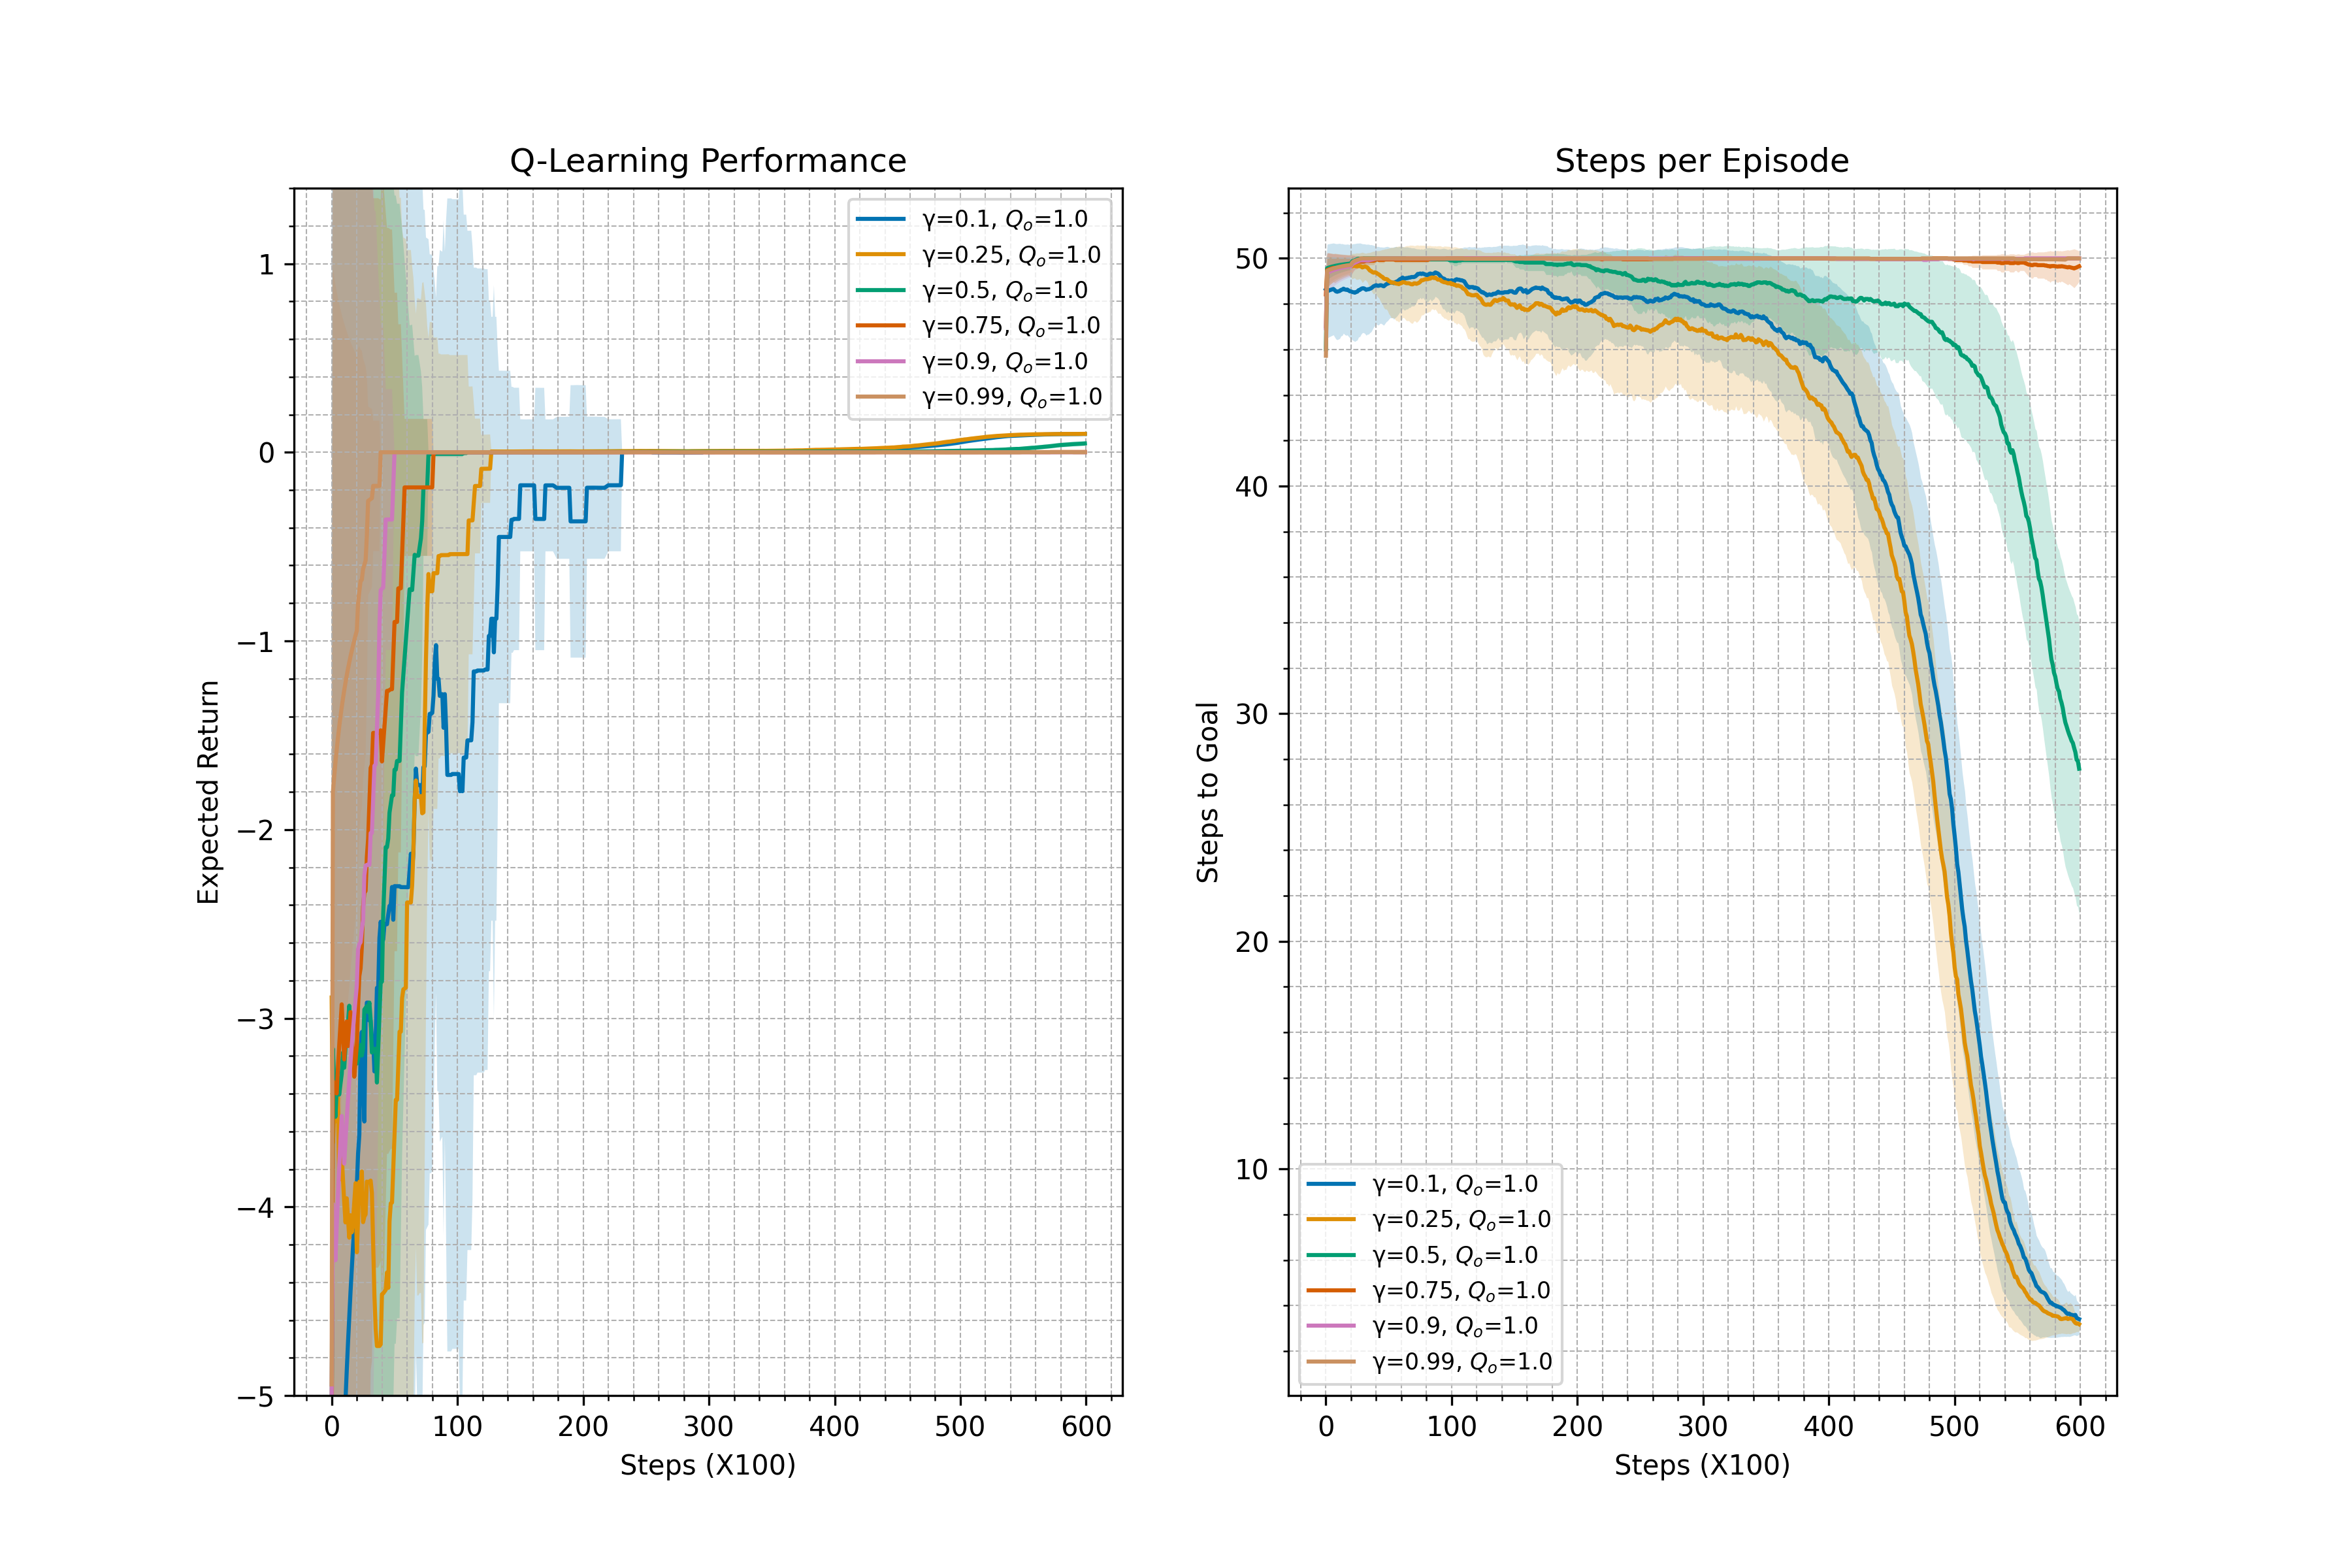 Q-Learning Performance
Expected Return
1
0
−1
−2
−3
−4
−5
γ=0.1, Qo=1.0
γ=0.25, Qo=1.0
γ=0.5, Qo=1.0
γ=0.75, Qo=1.0
γ=0.9, Qo=1.0
γ=0.99, Qo=1.0
0 100 200 300 400 500 600
Steps (X100)
Steps per Episode
Steps to Goal
50
40
30
20
10
γ=0.1, Qo=1.0
γ=0.25, Qo=1.0
γ=0.5, Qo=1.0
γ=0.75, Qo=1.0
γ=0.9, Qo=1.0
γ=0.99, Qo=1.0
0 100 200 300 400 500 600
Steps (X100)